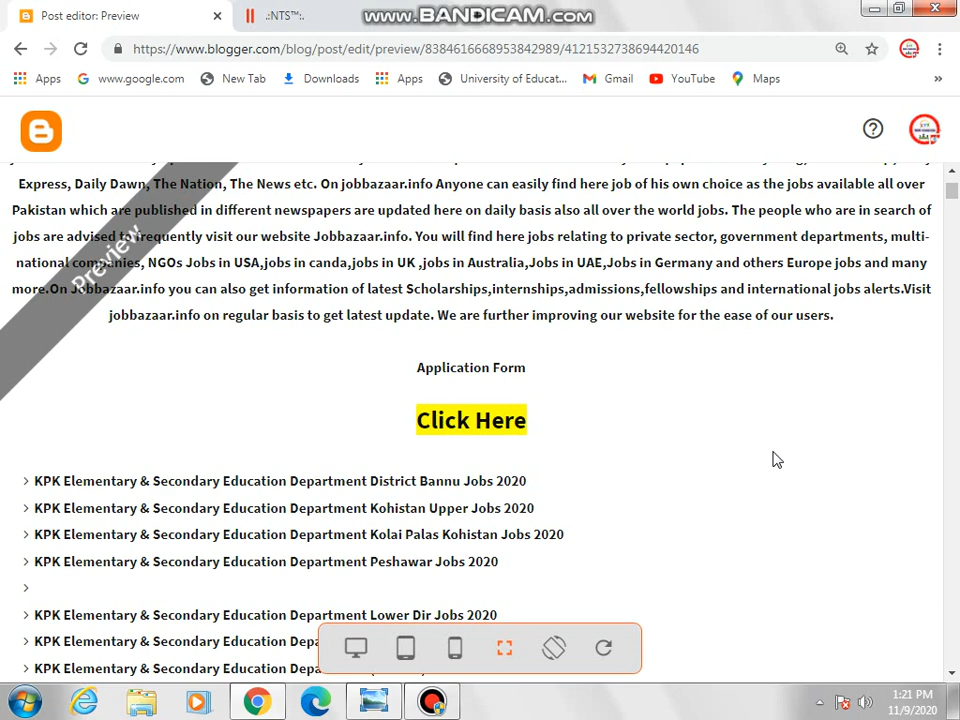 Post editor: Preview
.:NTS™:.
WWW.BANDICAM.COM
https://www.blogger.com/blog/post/edit/preview/8384616668953842989/4121532738694420146
Apps
www.google.com
New Tab
Downloads
Apps
University of Educat...
Gmail
YouTube
Maps
»
Express, Daily Dawn, The Nation, The News etc. On jobbazaar.info Anyone can easily find here job of his own choice as the jobs available all over
Pakistan which are published in different newspapers are updated here on daily basis also all over the world jobs. The people who are in search of
jobs are advised to frequently visit our website Jobbazaar.info. You will find here jobs relating to private sector, government departments, multi-
national companies, NGOs Jobs in USA,jobs in canda,jobs in UK ,jobs in Australia,Jobs in UAE,Jobs in Germany and others Europe jobs and many
more.On Jobbazaar.info you can also get information of latest Scholarships,internships,admissions,fellowships and international jobs alerts.Visit
jobbazaar.info on regular basis to get latest update. We are further improving our website for the ease of our users.
Preview
Application Form
Click Here
KPK Elementary & Secondary Education Department District Bannu Jobs 2020
KPK Elementary & Secondary Education Department Kohistan Upper Jobs 2020
KPK Elementary & Secondary Education Department Kolai Palas Kohistan Jobs 2020
KPK Elementary & Secondary Education Department Peshawar Jobs 2020
KPK Elementary & Secondary Education Department Lower Dir Jobs 2020
KPK Elementary & Secondary Education
KPK Elementary & Secondary Education
1:21 PM
11/9/2020